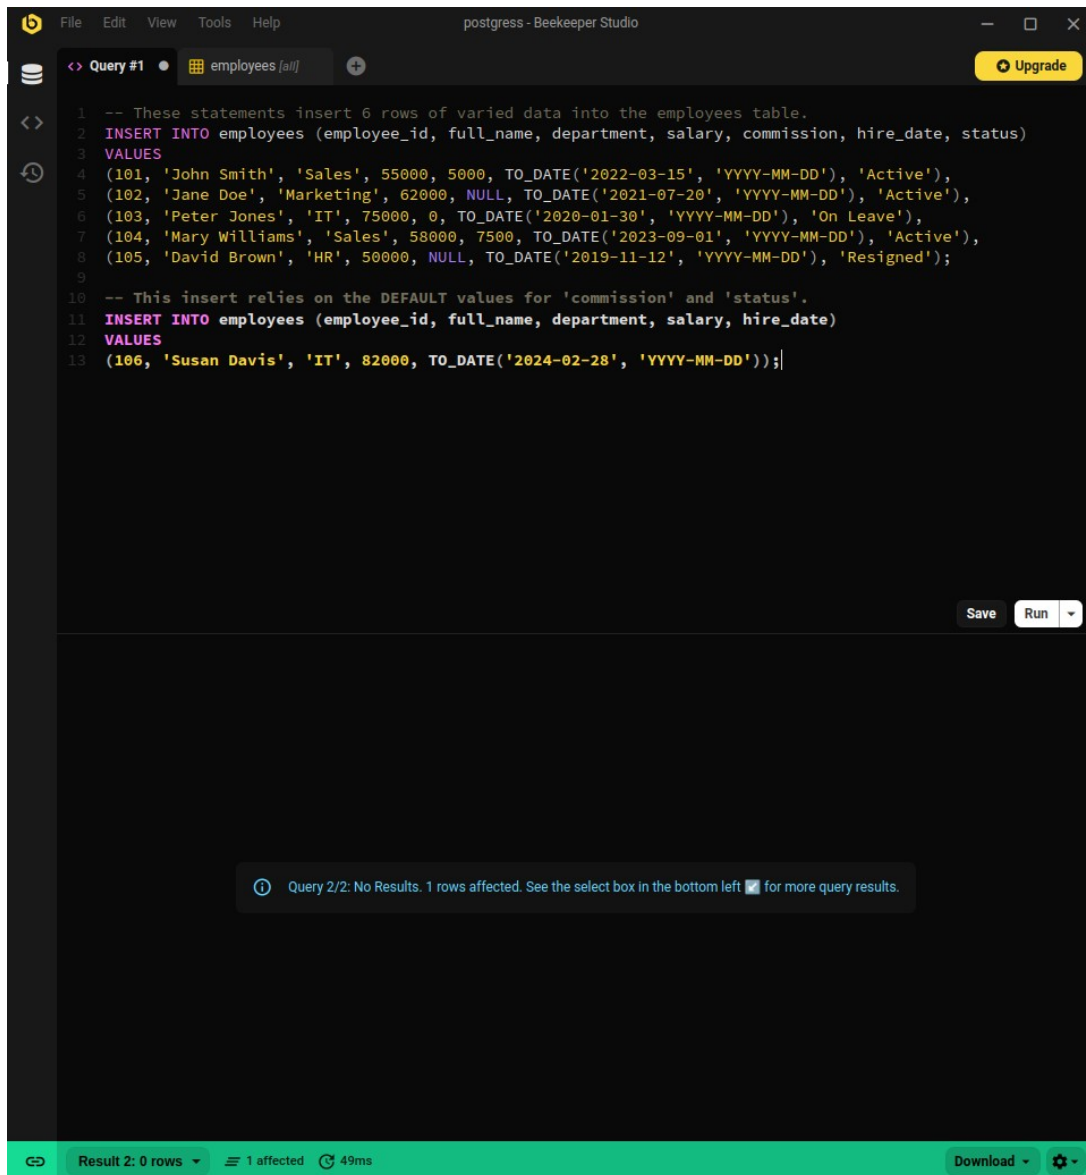 File Edit View Tools Help postgress - Beekeeper Studio
<> Query #1 employees [all] Upgrade
1 -- These statements insert 6 rows of varied data into the employees table.
2 INSERT INTO employees (employee_id, full_name, department, salary, commission, hire_date, status)
3 VALUES
4 (101, 'John Smith', 'Sales', 55000, 5000, TO_DATE('2022-03-15', 'YYYY-MM-DD'), 'Active'),
5 (102, 'Jane Doe', 'Marketing', 62000, NULL, TO_DATE('2021-07-20', 'YYYY-MM-DD'), 'Active'),
6 (103, 'Peter Jones', 'IT', 75000, 0, TO_DATE('2020-01-30', 'YYYY-MM-DD'), 'On Leave'),
7 (104, 'Mary Williams', 'Sales', 58000, 7500, TO_DATE('2023-09-01', 'YYYY-MM-DD'), 'Active'),
8 (105, 'David Brown', 'HR', 50000, NULL, TO_DATE('2019-11-12', 'YYYY-MM-DD'), 'Resigned');
9
10 -- This insert relies on the DEFAULT values for 'commission' and 'status'.
11 INSERT INTO employees (employee_id, full_name, department, salary, hire_date)
12 VALUES
13 (106, 'Susan Davis', 'IT', 82000, TO_DATE('2024-02-28', 'YYYY-MM-DD'));
Save Run
Query 2/2: No Results. 1 rows affected. See the select box in the bottom left ↙️ for more query results.
Result 2: 0 rows 1 affected 49ms Download